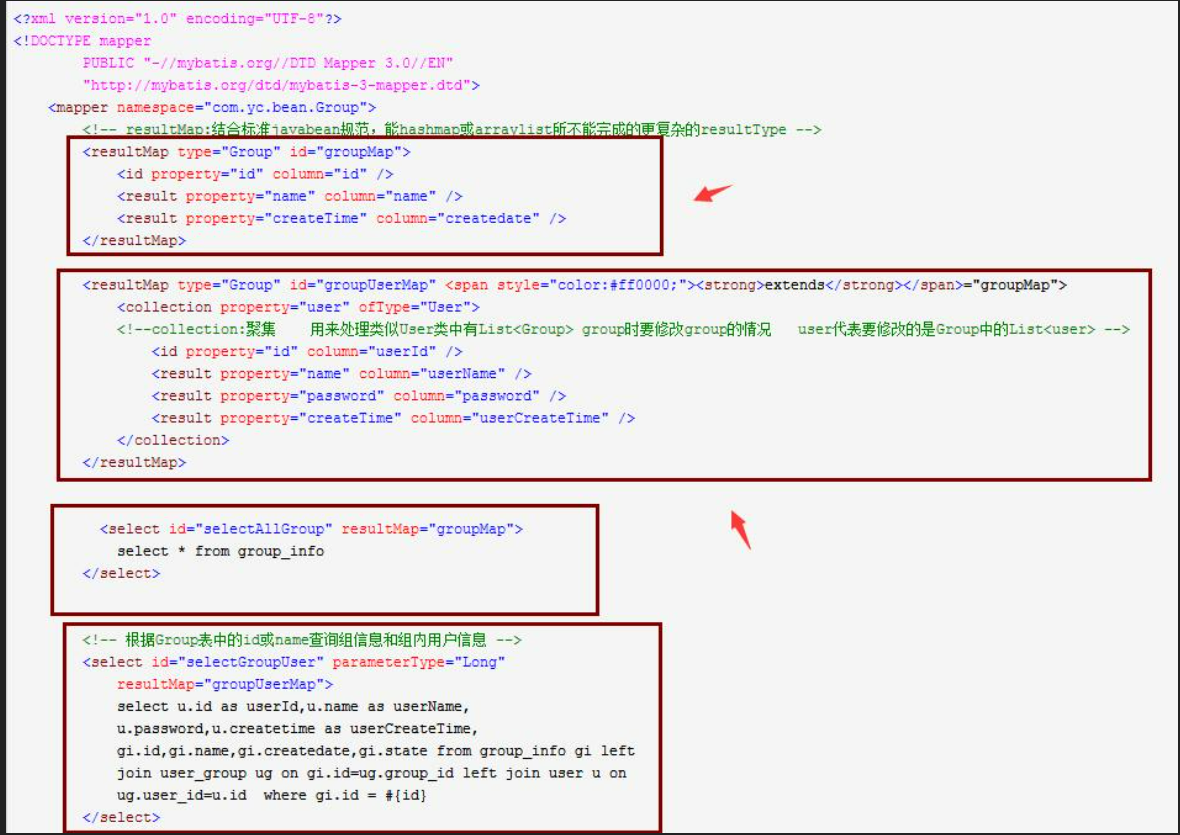 <?xml version="1.0" encoding="UTF-8"?>
<!DOCTYPE mapper
PUBLIC "-//mybatis.org//DTD Mapper 3.0//EN"
"http://mybatis.org/dtd/mybatis-3-mapper.dtd">
<mapper namespace="com.yc.bean.Group">
<!-- resultMap:结合标准javabean规范，能hashmap或arraylist所不能完成的更复杂的resultType -->
<resultMap type="Group" id="groupMap">
<id property="id" column="id" />
<result property="name" column="name" />
<result property="createTime" column="createdate" />
</resultMap>
<resultMap type="Group" id="groupUserMap" <span style="color:#ff0000;"><strong>extends</strong></span>="groupMap">
<collection property="user" ofType="User">
<!--collection:聚集    用来处理类似User类中有List<Group> group时要修改group的情况   user代表要修改的是Group中的List<user> -->
<id property="id" column="userId" />
<result property="name" column="userName" />
<result property="password" column="password" />
<result property="createTime" column="userCreateTime" />
</collection>
</resultMap>
<select id="selectAllGroup" resultMap="groupMap">
select * from group_info
</select>
<!-- 根据Group表中的id或name查询组信息和组内用户信息 -->
<select id="selectGroupUser" parameterType="Long"
resultMap="groupUserMap">
select u.id as userId,u.name as userName,
u.password,u.createtime as userCreateTime,
gi.id,gi.name,gi.createdate,gi.state from group_info gi left
join user_group ug on gi.id=ug.group_id left join user u on
ug.user_id=u.id  where gi.id = #{id}
</select>